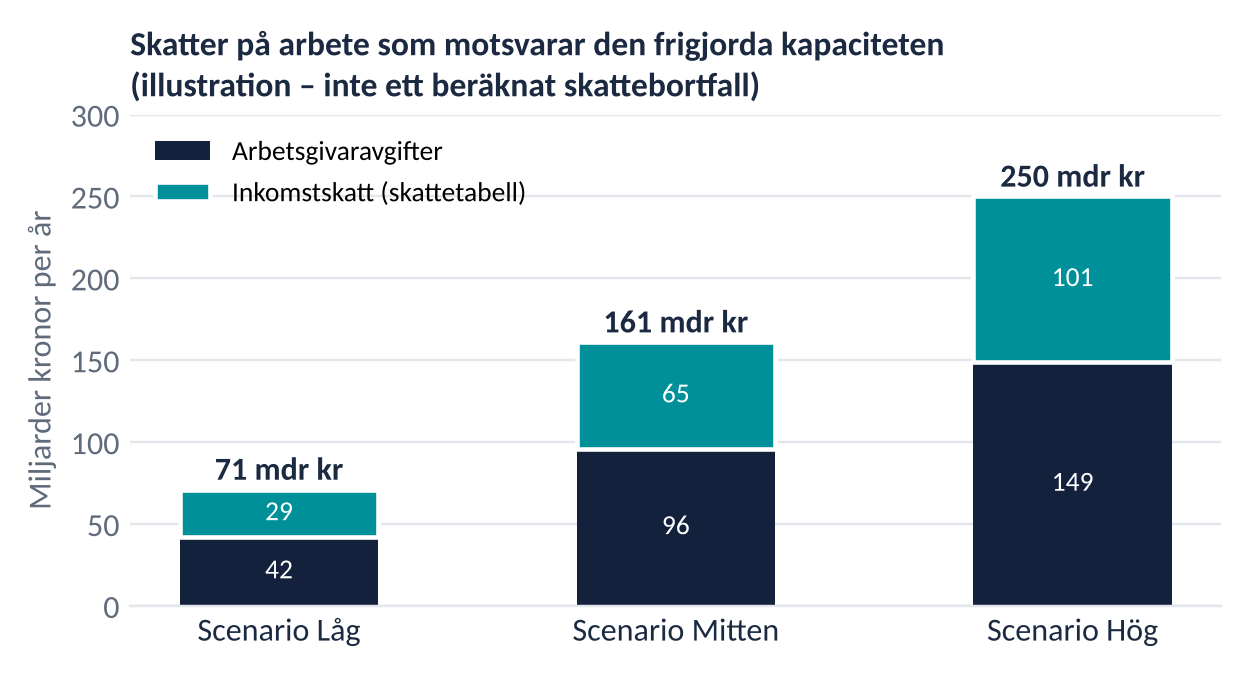 Skatter på arbete som motsvarar den frigjorda kapaciteten
(illustration – inte ett beräknat skattebortfall)
Miljarder kronor per år
300
250
200
150
100
50
0
Arbetsgivaravgifter
Inkomstskatt (skattetabell)
71 mdr kr
29
42
161 mdr kr
65
96
250 mdr kr
101
149
Scenario Låg
Scenario Mitten
Scenario Hög